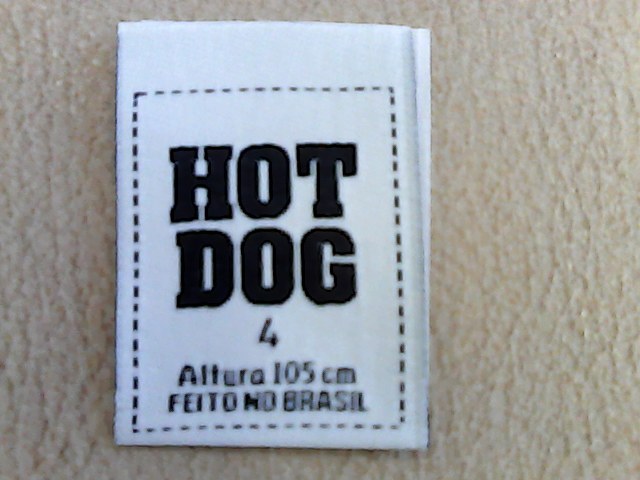 HOT
DOG
4
Altura 105 cm
FEITO NO BRASIL